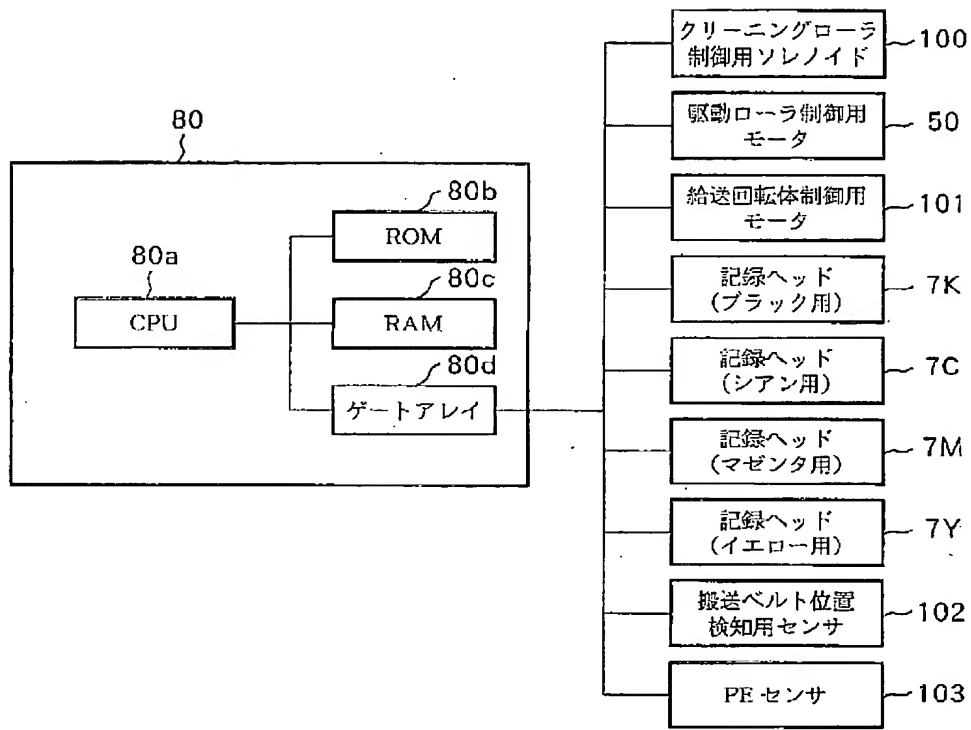 80
80a
CPU
80b
ROM
80c
RAM
80d
ゲートアレイ
クリーニングローラ
制御用ソレノイド
100
駆動ローラ制御用
モータ
50
給送回転体制御用
モータ
101
記録ヘッド
(ブラック用)
7K
記録ヘッド
(シアン用)
7C
記録ヘッド
(マゼンタ用)
7M
記録ヘッド
(イエロー用)
7Y
搬送ベルト位置
検知用センサ
102
PE センサ
103